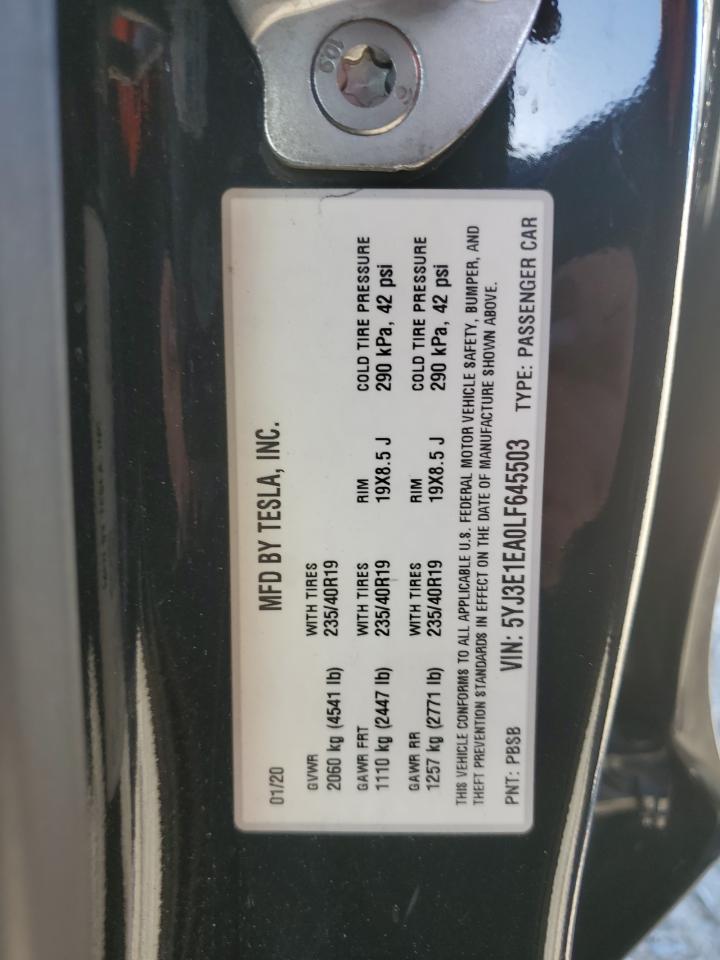 109
MFD BY TESLA, INC.
01/20
GVWR WITH TIRES
2060 kg (4541 lb) 235/40R19
GAWR FRT WITH TIRES RIM COLD TIRE PRESSURE
1110 kg (2447 lb) 235/40R19 19X8.5 J 290 kPa, 42 psi
GAWR RR WITH TIRES RIM COLD TIRE PRESSURE
1257 kg (2771 lb) 235/40R19 19X8.5 J 290 kPa, 42 psi
THIS VEHICLE CONFORMS TO ALL APPLICABLE U.S. FEDERAL MOTOR VEHICLE SAFETY, BUMPER, AND
THEFT PREVENTION STANDARDS IN EFFECT ON THE DATE OF MANUFACTURE SHOWN ABOVE.
PNT: PBSB VIN: 5YJ3E1EA0LF645503 TYPE: PASSENGER CAR